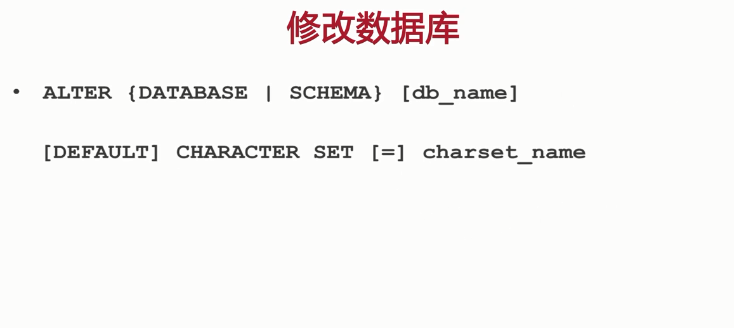 修改数据库
• ALTER {DATABASE | SCHEMA} [db_name]
[DEFAULT] CHARACTER SET [=] charset_name